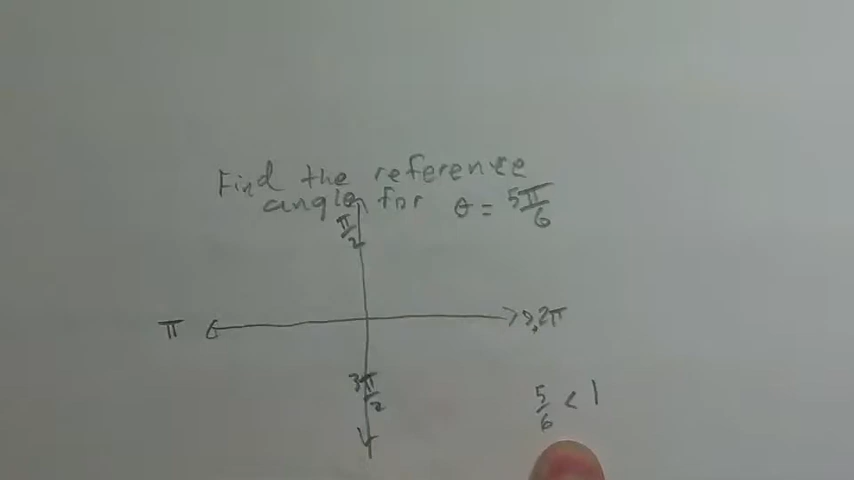 Find the reference
angle for θ = 5π/6
π/2
π
0,2π
3π/2
5/6 < 1